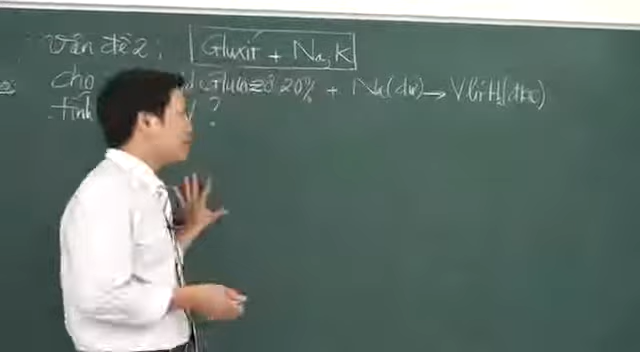 Vấn đề 2: Gluxit + Na, K
Cho d Glucozơ 20% + Na(dư) → V lít H₂(đktc)
tính V ?